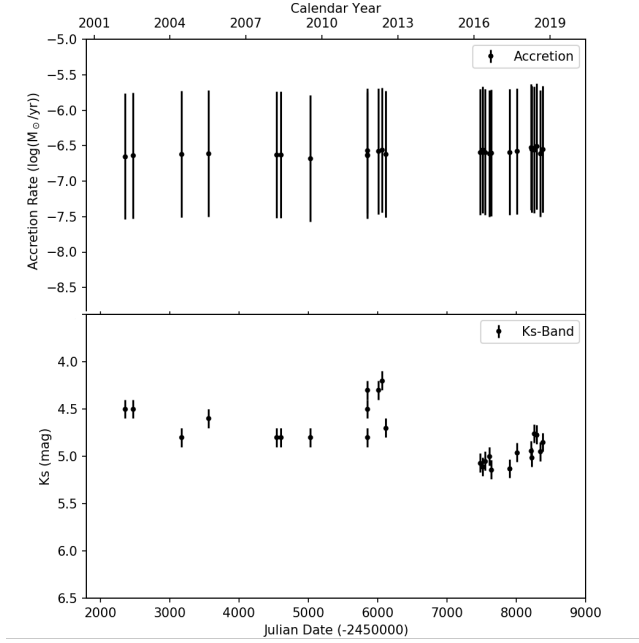 Calendar Year
2001 2004 2007 2010 2013 2016 2019
−5.0
Accretion
−5.5
−6.0
−6.5
−7.0
−7.5
−8.0
−8.5
Accretion Rate (log(M☉/yr))
Ks-Band
4.0
4.5
5.0
5.5
6.0
6.5
Ks (mag)
2000 3000 4000 5000 6000 7000 8000 9000
Julian Date (-2450000)